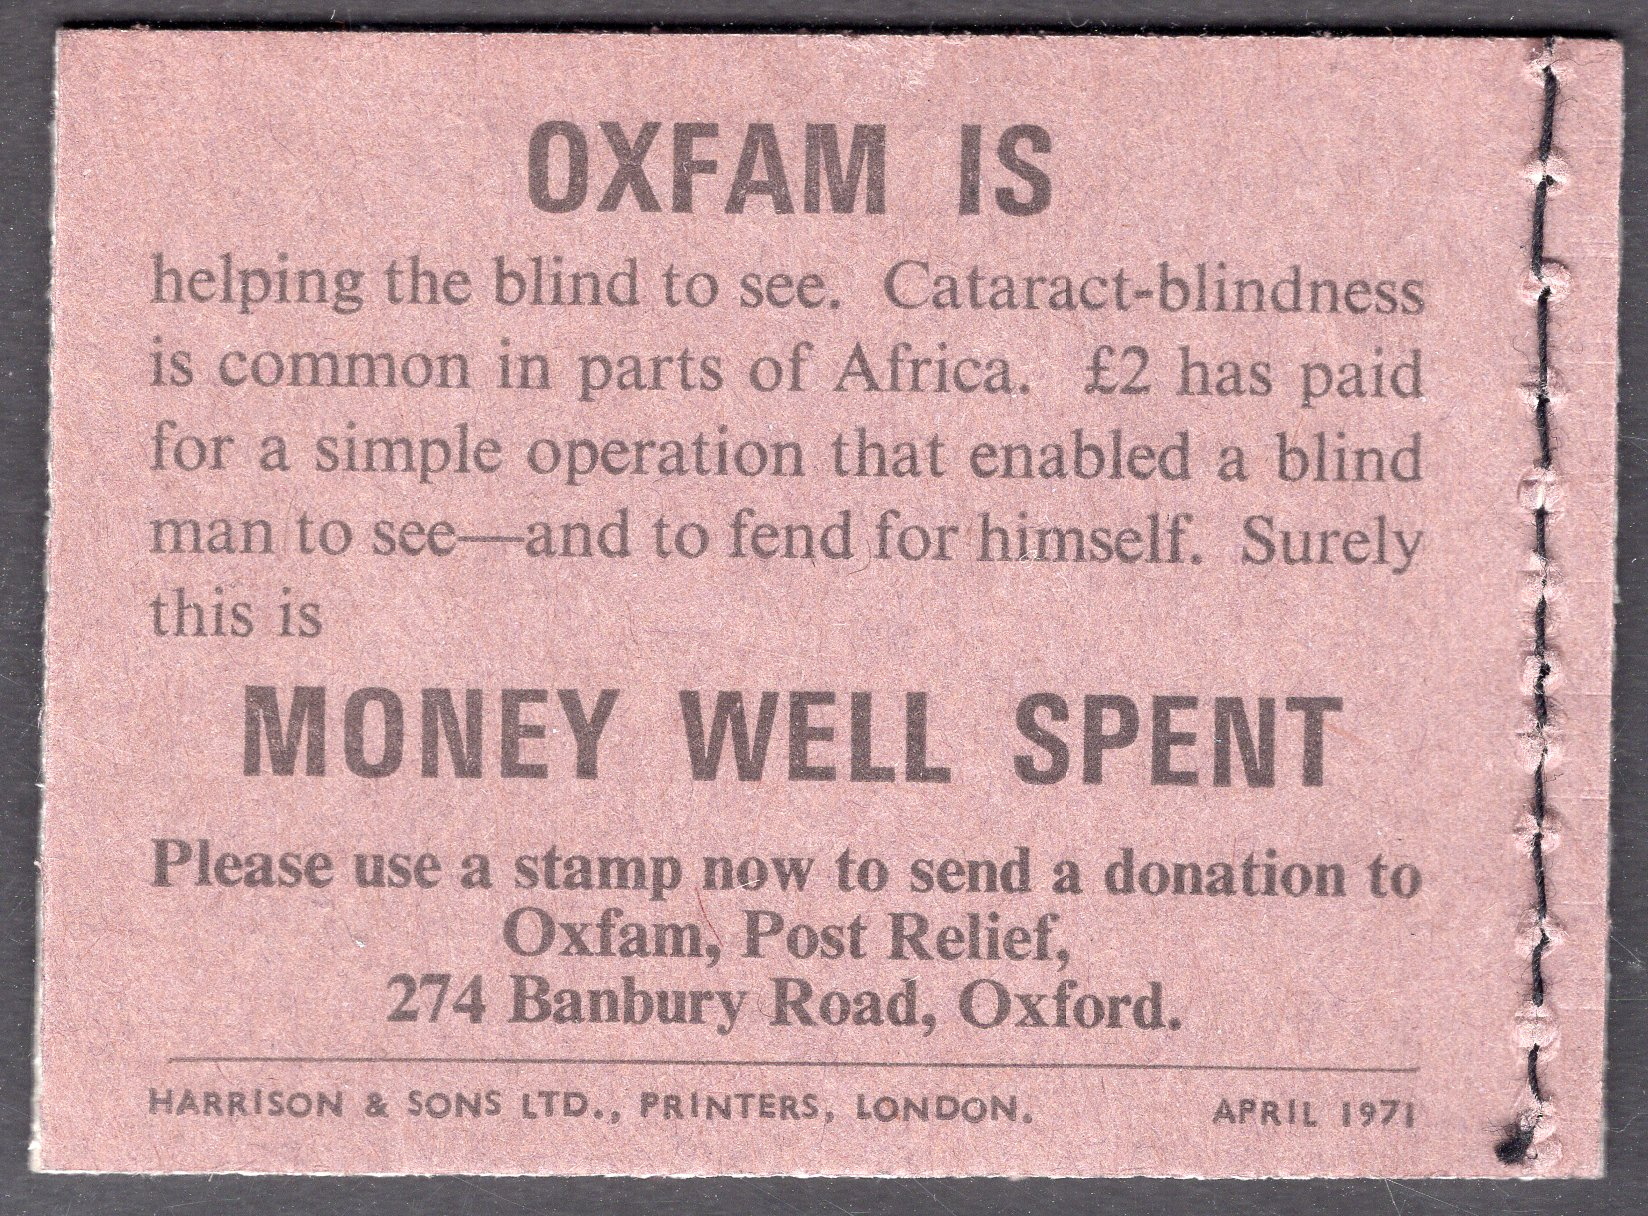 OXFAM IS
helping the blind to see. Cataract-blindness
is common in parts of Africa. £2 has paid
for a simple operation that enabled a blind
man to see—and to fend for himself. Surely
this is
MONEY WELL SPENT
Please use a stamp now to send a donation to
Oxfam, Post Relief,
274 Banbury Road, Oxford.
HARRISON & SONS LTD., PRINTERS, LONDON. APRIL 1971